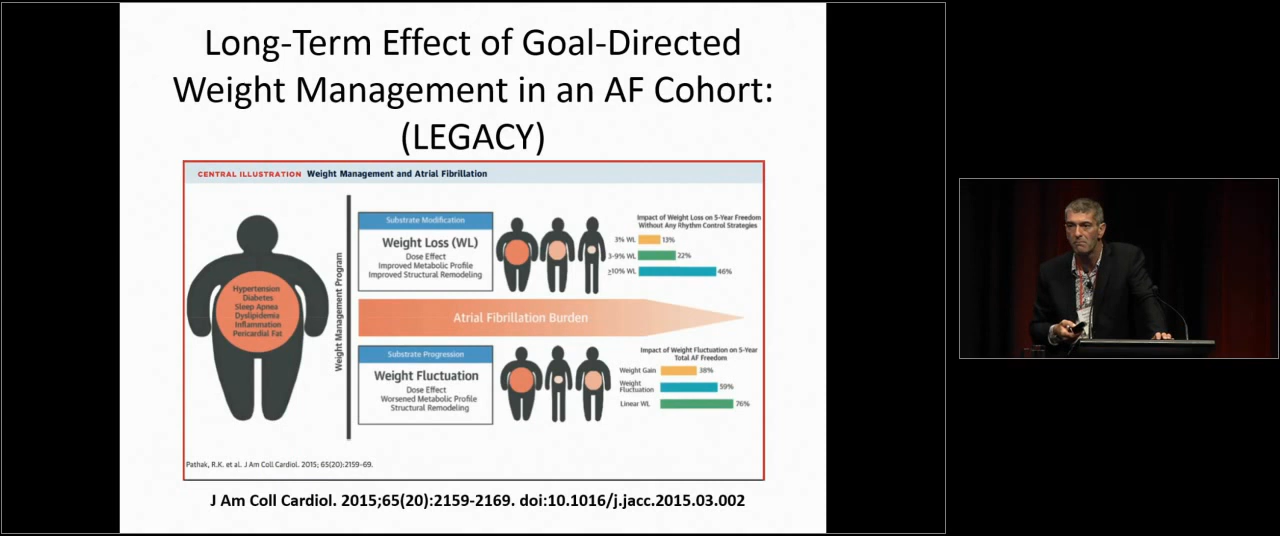 Long-Term Effect of Goal-Directed
Weight Management in an AF Cohort:
(LEGACY)
CENTRAL ILLUSTRATION Weight Management and Atrial Fibrillation
Hypertension
Diabetes
Sleep Apnea
Dyslipidemia
Inflammation
Pericardial Fat
Weight Management Program
Substrate Modification
Weight Loss (WL)
Dose Effect
Improved Metabolic Profile
Improved Structural Remodeling
Impact of Weight Loss on 5-Year Freedom
Without Any Rhythm Control Strategies
3% WL 13%
3-9% WL 22%
≥10% WL 46%
Atrial Fibrillation Burden
Substrate Progression
Weight Fluctuation
Dose Effect
Worsened Metabolic Profile
Structural Remodeling
Impact of Weight Fluctuation on 5-Year
Total AF Freedom
Weight Gain 38%
Weight
Fluctuation 59%
Linear WL 76%
Pathak, R.K. et al. J Am Coll Cardiol. 2015; 65(20):2159-69.
J Am Coll Cardiol. 2015;65(20):2159-2169. doi:10.1016/j.jacc.2015.03.002